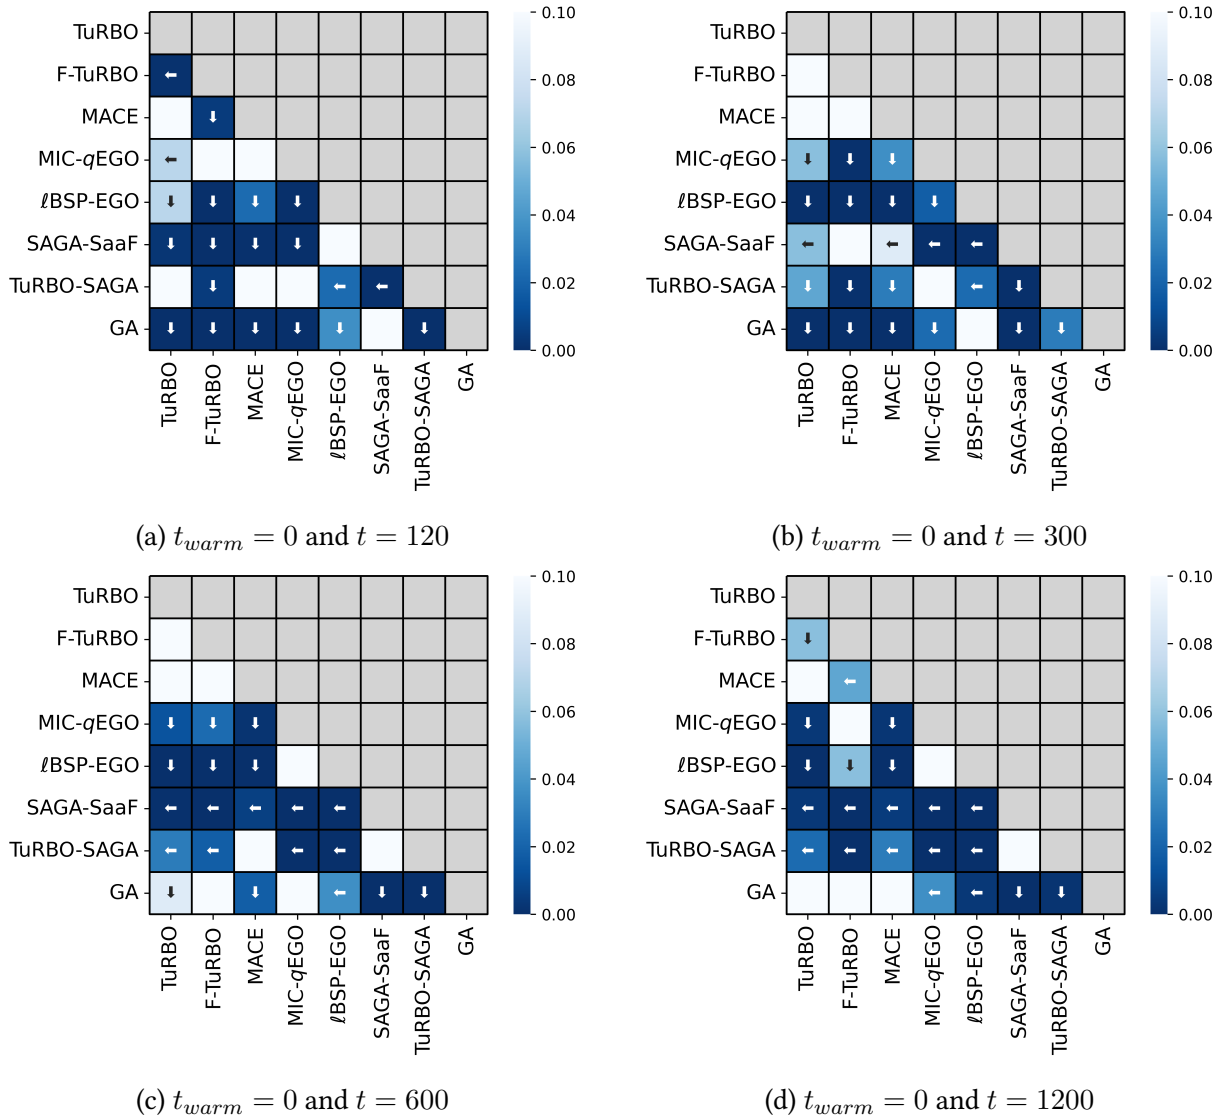 TuRBO
F-TuRBO
MACE
MIC-qEGO
ℓBSP-EGO
SAGA-SaaF
TuRBO-SAGA
GA
0.10
0.08
0.06
0.04
0.02
0.00
TuRBO
F-TuRBO
MACE
MIC-qEGO
ℓBSP-EGO
SAGA-SaaF
TuRBO-SAGA
GA
(a) t_warm = 0 and t = 120
TuRBO
F-TuRBO
MACE
MIC-qEGO
ℓBSP-EGO
SAGA-SaaF
TuRBO-SAGA
GA
0.10
0.08
0.06
0.04
0.02
0.00
TuRBO
F-TuRBO
MACE
MIC-qEGO
ℓBSP-EGO
SAGA-SaaF
TuRBO-SAGA
GA
(b) t_warm = 0 and t = 300
TuRBO
F-TuRBO
MACE
MIC-qEGO
ℓBSP-EGO
SAGA-SaaF
TuRBO-SAGA
GA
0.10
0.08
0.06
0.04
0.02
0.00
TuRBO
F-TuRBO
MACE
MIC-qEGO
ℓBSP-EGO
SAGA-SaaF
TuRBO-SAGA
GA
(c) t_warm = 0 and t = 600
TuRBO
F-TuRBO
MACE
MIC-qEGO
ℓBSP-EGO
SAGA-SaaF
TuRBO-SAGA
GA
0.10
0.08
0.06
0.04
0.02
0.00
TuRBO
F-TuRBO
MACE
MIC-qEGO
ℓBSP-EGO
SAGA-SaaF
TuRBO-SAGA
GA
(d) t_warm = 0 and t = 1200